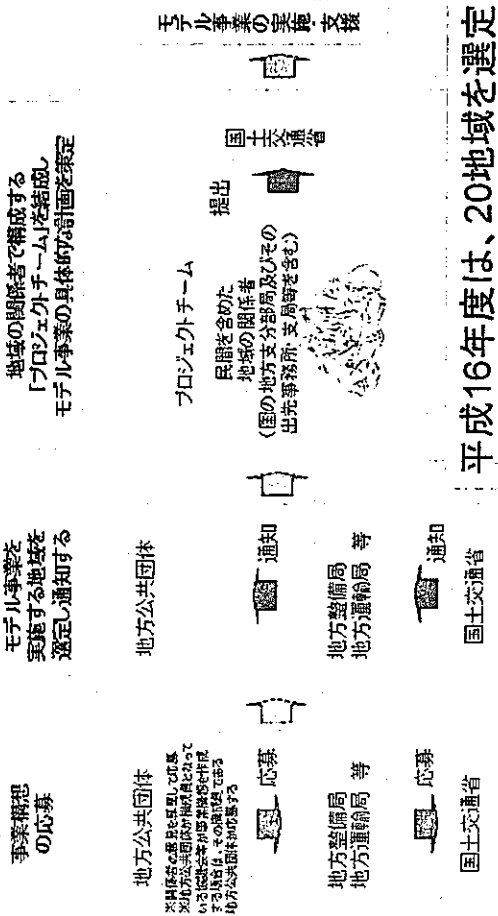 事業構想
の応募
地方公共団体
※関係者の意見を尊重して応募
※地方公共団体が構成員となって
いる協議会等が事業構想を作成
する場合は、その構成員である
地方公共団体が応募する
応募
地方整備局
地方運輸局 等
応募
国土交通省
モデル事業を
実施する地域を
選定し通知する
地方公共団体
通知
地方整備局
地方運輸局 等
通知
国土交通省
地域の関係者で構成する
「プロジェクトチーム」を結成し
モデル事業の具体的な計画を策定
プロジェクトチーム
民間を含めた
地域の関係者
(国の地方支分部局及びその
出先事務所・支局等を含む)
提出
国土交通省
モデル事業の実施・支援
平成16年度は、20地域を選定